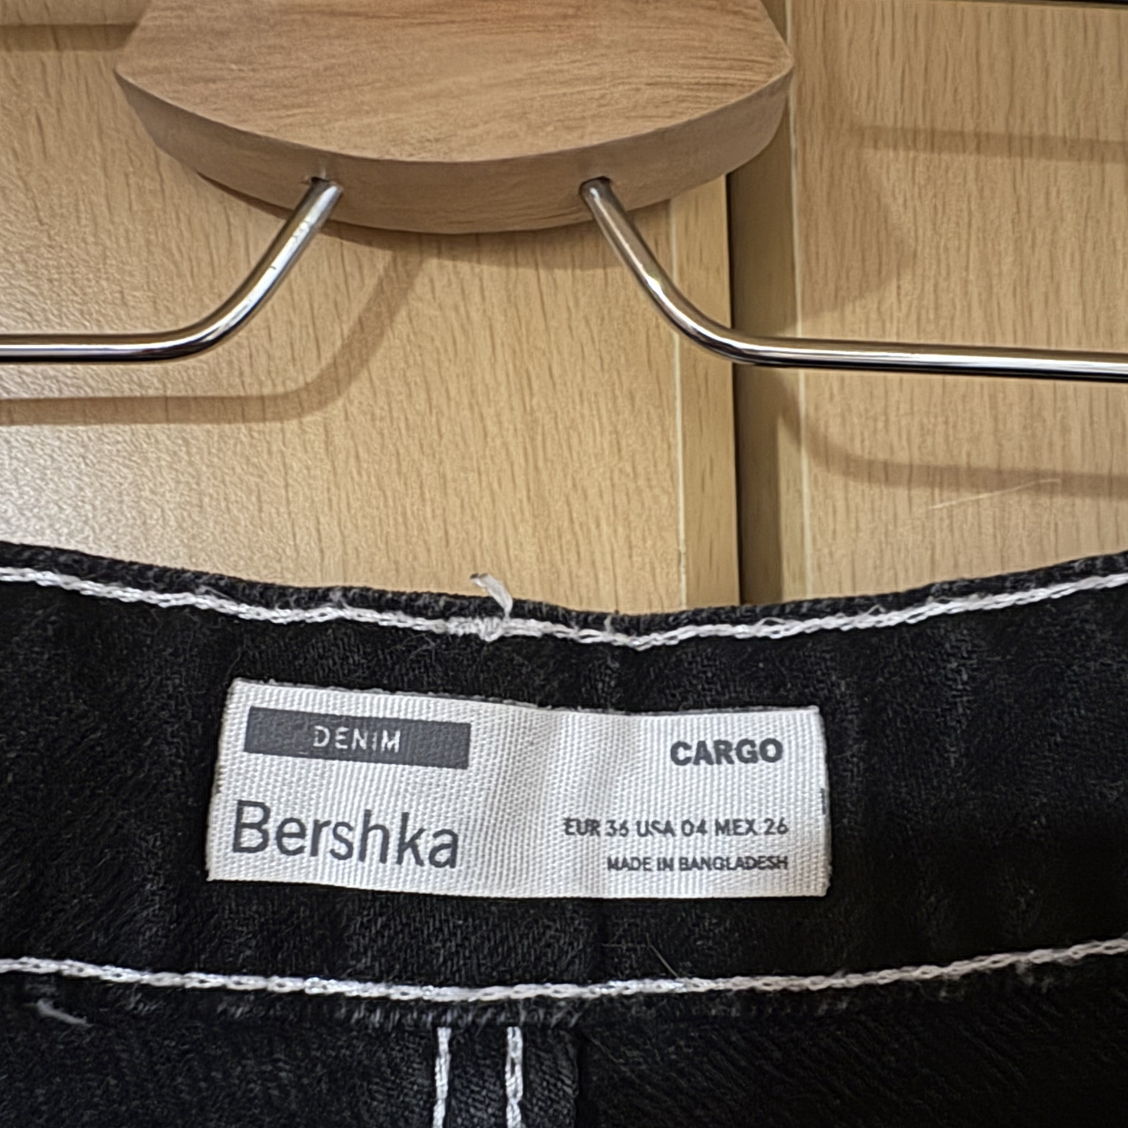 DENIM
CARGO
Bershka
EUR 36 USA 04 MEX 26
MADE IN BANGLADESH